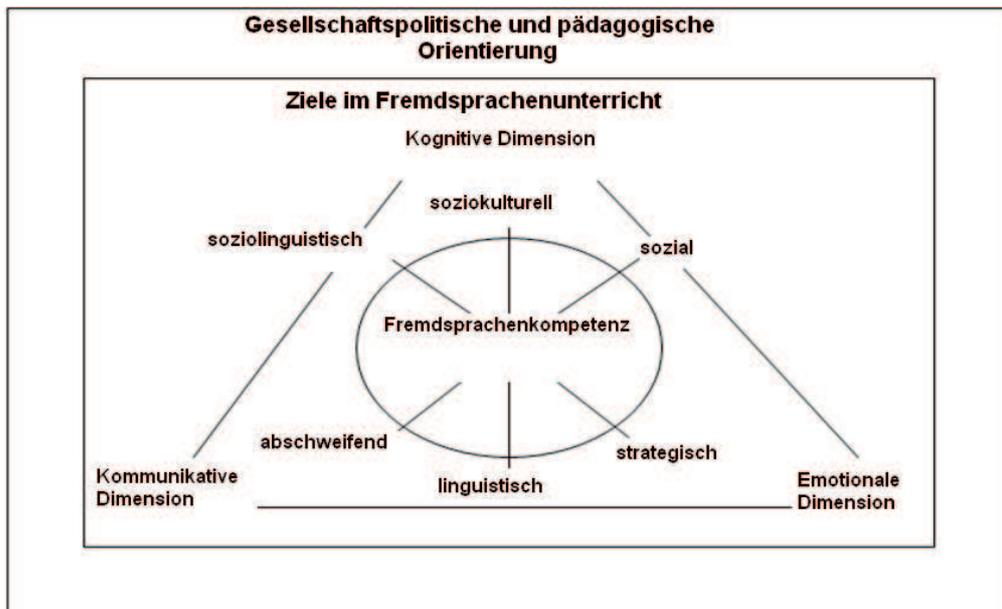 Gesellschaftspolitische und pädagogische
Orientierung
Ziele im Fremdsprachenunterricht
Kognitive Dimension
soziokulturell
soziolinguistisch
sozial
Fremdsprachenkompetenz
abschweifend
strategisch
linguistisch
Kommunikative
Dimension
Emotionale
Dimension